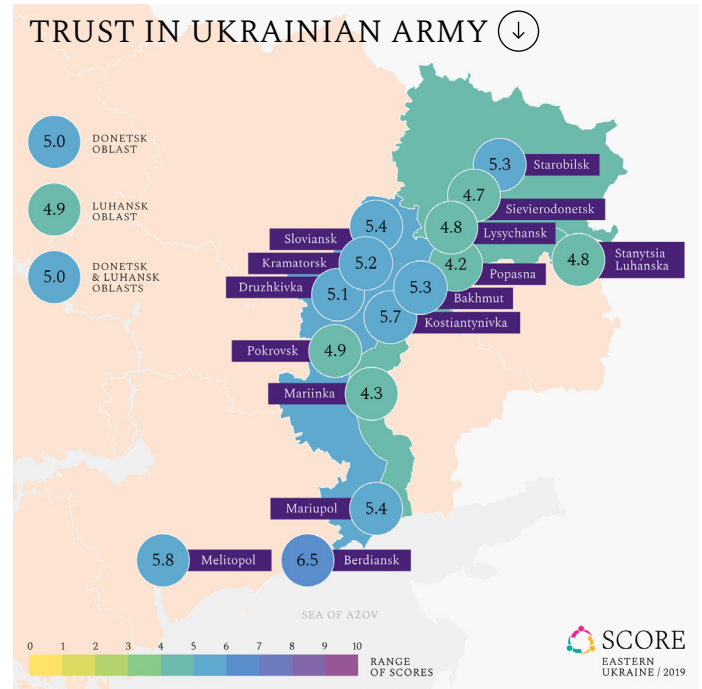 TRUST IN UKRAINIAN ARMY
5.0
DONETSK
OBLAST
4.9
LUHANSK
OBLAST
5.0
DONETSK
& LUHANSK
OBLASTS
5.3
Starobilsk
4.7
Sievierodonetsk
5.4
Sloviansk
4.8
Lysychansk
5.2
Kramatorsk
4.2
Popasna
4.8
Stanytsia
Luhanska
5.1
Druzhkivka
5.3
Bakhmut
5.7
Kostiantynivka
4.9
Pokrovsk
4.3
Mariinka
5.4
Mariupol
5.8
Melitopol
6.5
Berdiansk
SEA OF AZOV
0 1 2 3 4 5 6 7 8 9 10
RANGE
OF SCORES
SCORE
EASTERN
UKRAINE / 2019